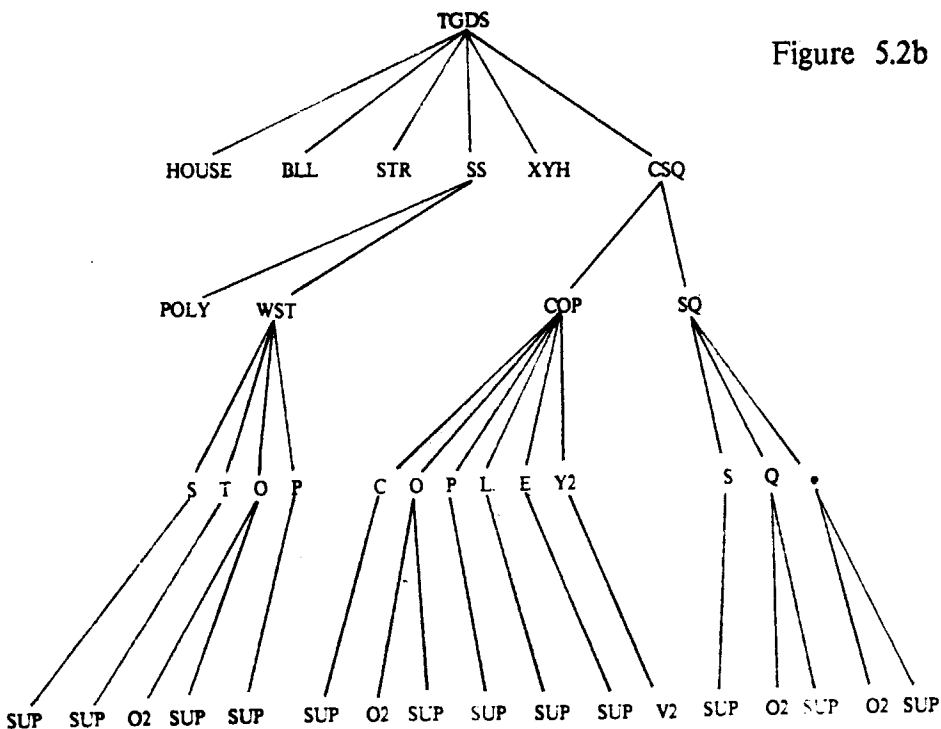 TGDS
Figure 5.2b
HOUSE BLL STR SS XYH CSQ
POLY WST COP SQ
S T O P C O P L E Y2 S Q •
SUP SUP O2 SUP SUP SUP O2 SUP SUP SUP SUP V2 SUP O2 SUP O2 SUP